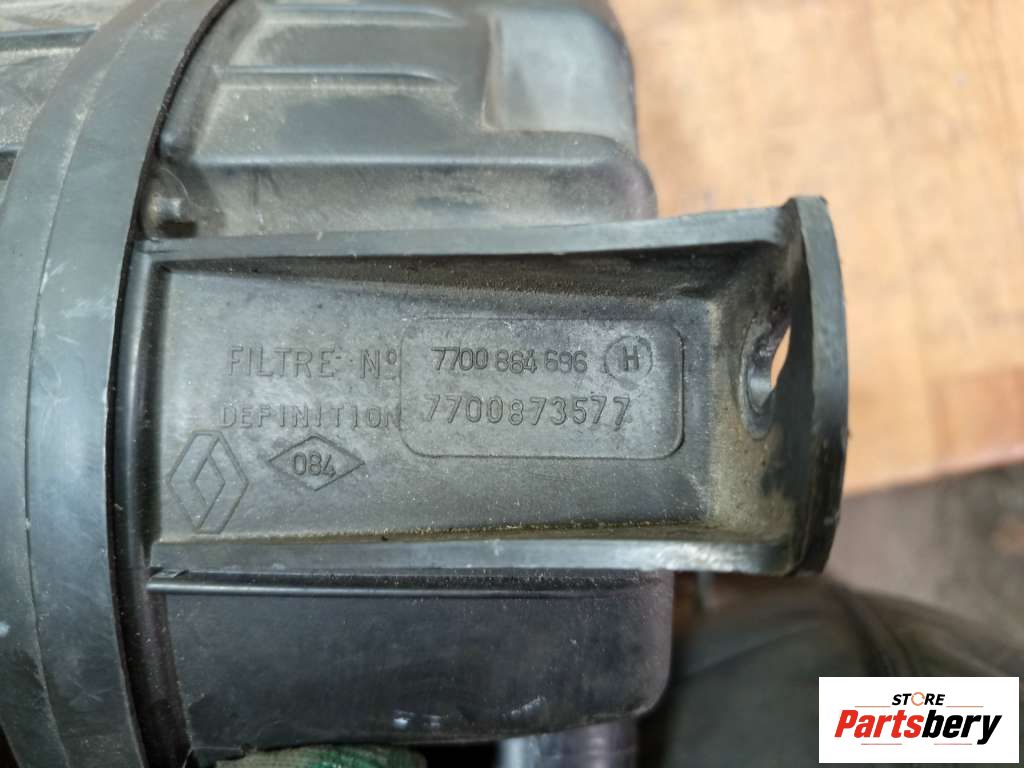 FILTRE Nº 7700 864 696 H
DEFINITION 7700873577
084
STORE
Partsbery